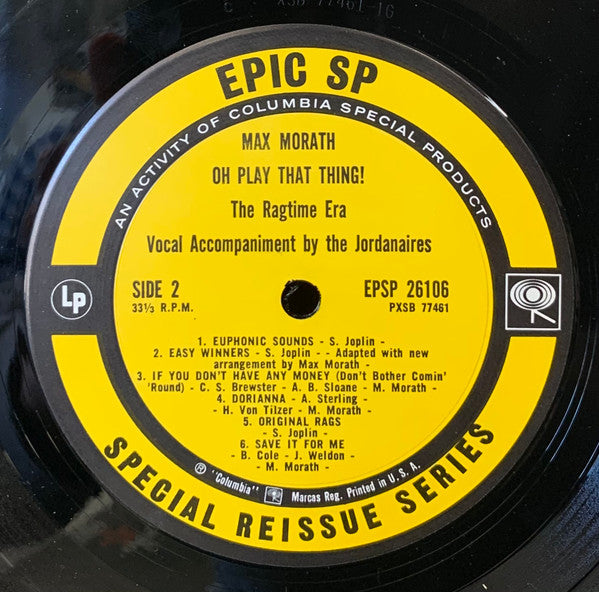 C XSB 77461-1G
EPIC SP
AN ACTIVITY OF COLUMBIA SPECIAL PRODUCTS
MAX MORATH
OH PLAY THAT THING!
The Ragtime Era
Vocal Accompaniment by the Jordanaires
SIDE 2
33⅓ R.P.M.
EPSP 26106
PXSB 77461
Lp
1. EUPHONIC SOUNDS - S. Joplin -
2. EASY WINNERS - S. Joplin - - Adapted with new
arrangement by Max Morath -
3. IF YOU DON'T HAVE ANY MONEY (Don't Bother Comin'
'Round) - C. S. Brewster - A. B. Sloane - M. Morath -
4. DORIANNA - A. Sterling -
- H. Von Tilzer - M. Morath -
5. ORIGINAL RAGS
- S. Joplin -
6. SAVE IT FOR ME
- B. Cole - J. Weldon -
- M. Morath -
® "Columbia" Marcas Reg. Printed in U. S. A.
SPECIAL REISSUE SERIES